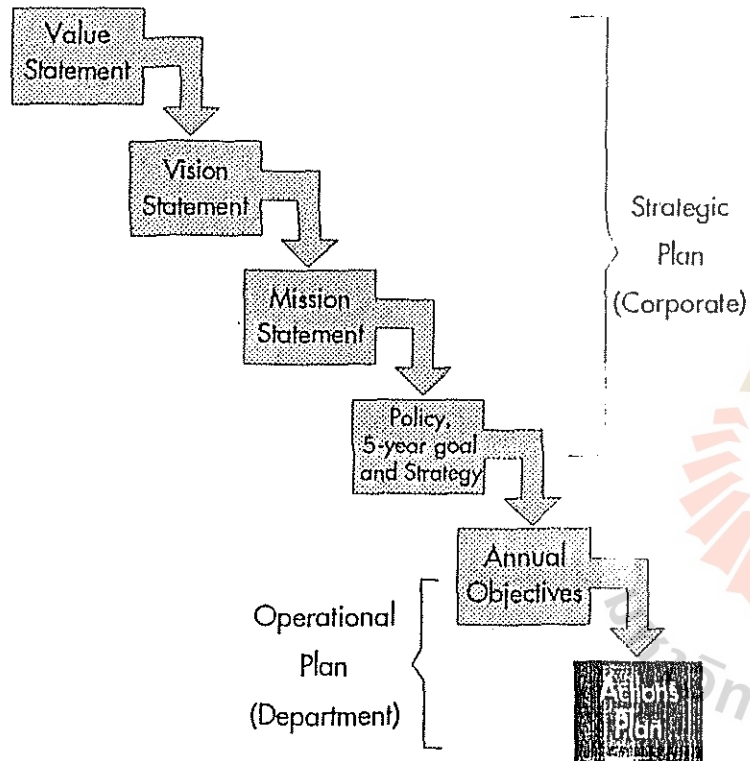 Value
Statement
Vision
Statement
Mission
Statement
Policy,
5-year goal
and Strategy
Strategic
Plan
(Corporate)
Annual
Objectives
Operational
Plan
(Department)
Actions
Plan